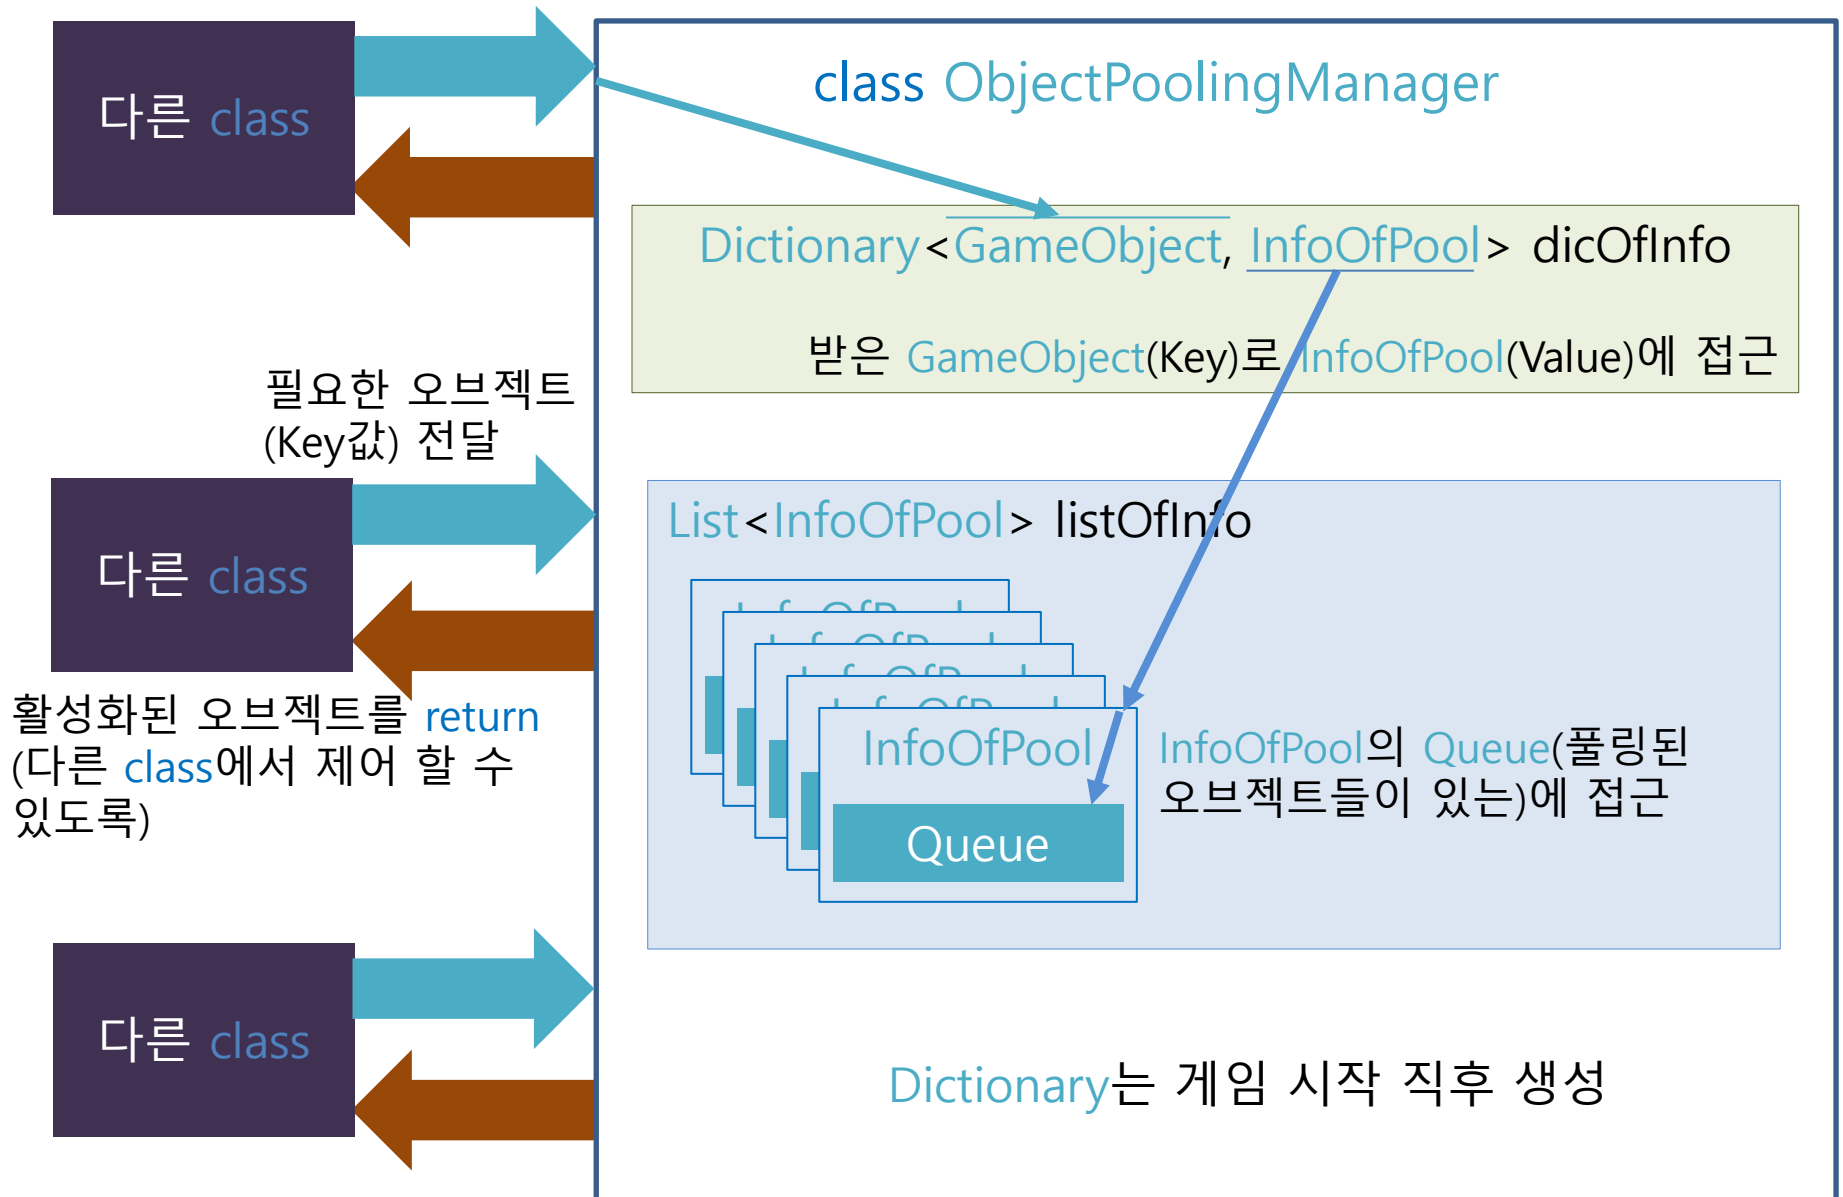 class ObjectPoolingManager
다른 class
Dictionary<GameObject, InfoOfPool> dicOfInfo
받은 GameObject(Key)로 InfoOfPool(Value)에 접근
필요한 오브젝트
(Key값) 전달
다른 class
활성화된 오브젝트를 return
(다른 class에서 제어 할 수
있도록)
List<InfoOfPool> listOfInfo
InfoOfPool
InfoOfPool
InfoOfPool
InfoOfPool
InfoOfPool
Queue
InfoOfPool의 Queue(풀링된
오브젝트들이 있는)에 접근
다른 class
Dictionary는 게임 시작 직후 생성